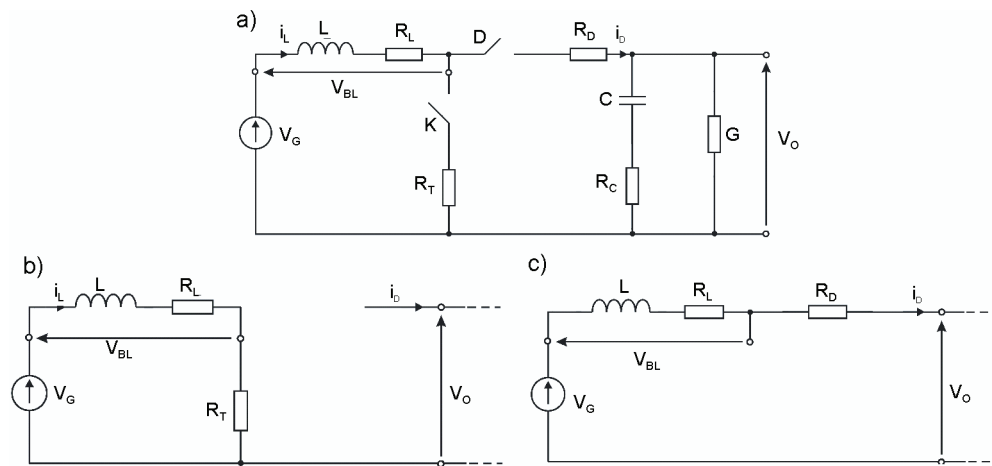 a)
i_L L R_L D R_D i_D
V_BL
C
K
V_G G V_O
R_T R_C
b)
i_L L R_L
i_D
V_BL
V_G V_O
R_T
c)
L R_L R_D i_D
V_BL
V_G V_O